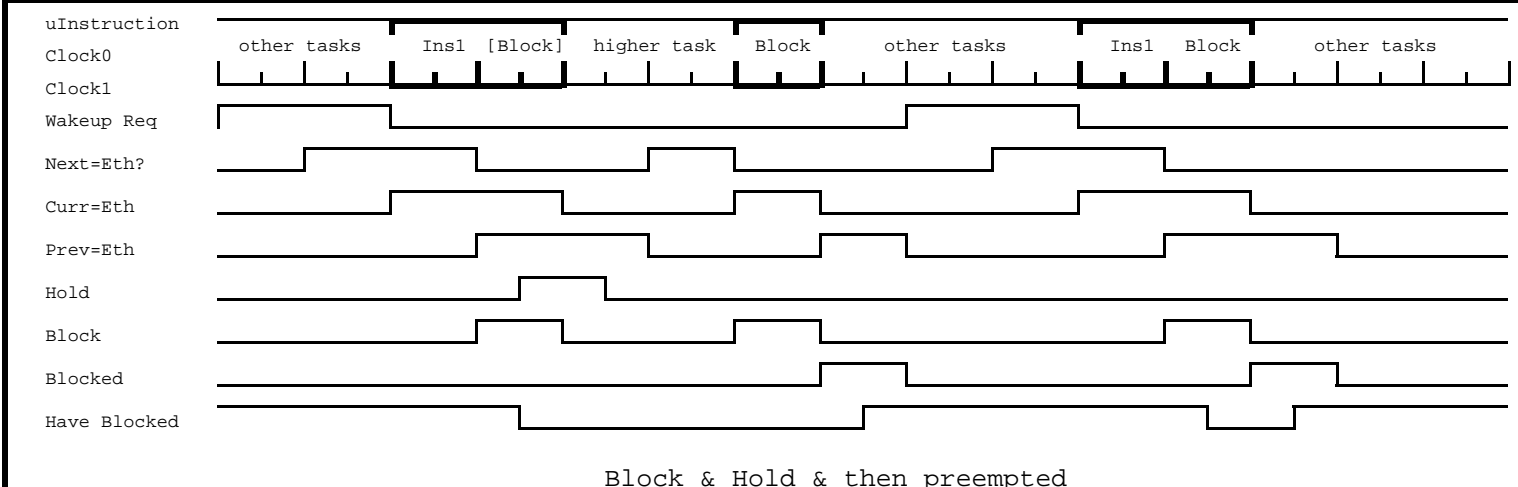 uInstruction
other tasks Ins1 [Block] higher task Block other tasks Ins1 Block other tasks
Clock0
Clock1
Wakeup Req
Next=Eth?
Curr=Eth
Prev=Eth
Hold
Block
Blocked
Have Blocked
Block & Hold & then preempted